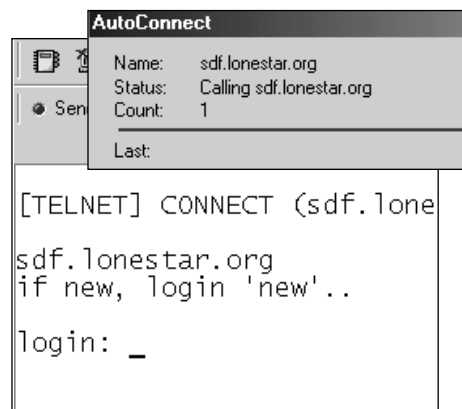 AutoConnect
Name: sdf.lonestar.org
Status: Calling sdf.lonestar.org
Count: 1
Last:
[TELNET] CONNECT (sdf.lone
sdf.lonestar.org
if new, login 'new'..
login: _